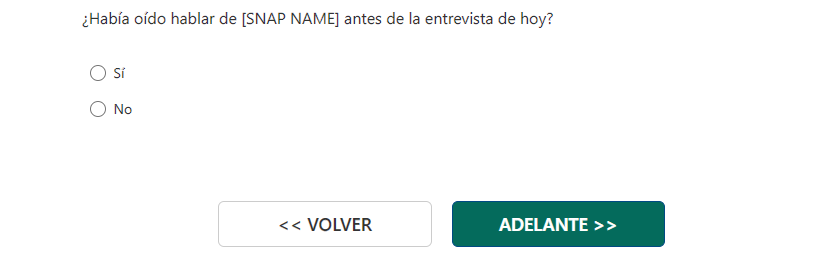 ¿Había oído hablar de [SNAP NAME] antes de la entrevista de hoy?
Sí
No
<< VOLVER
ADELANTE >>